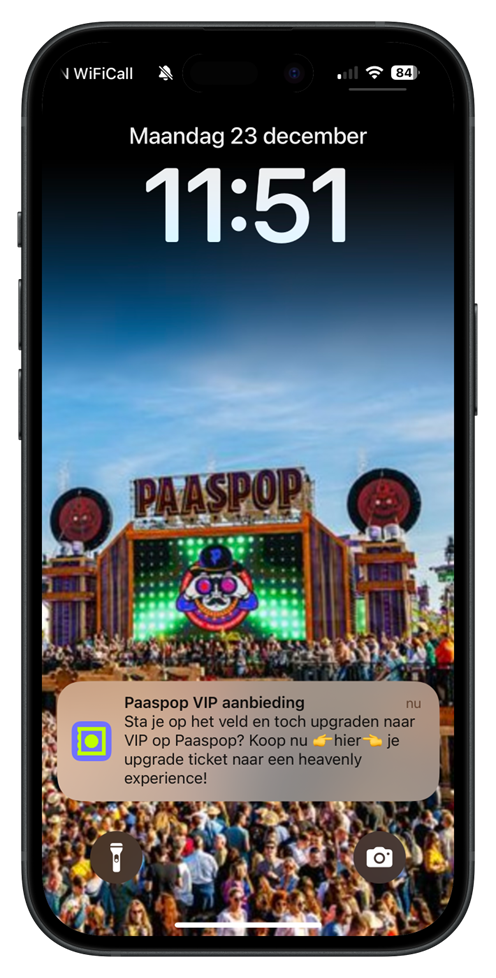 WiFiCall
84
Maandag 23 december
11:51
PAASPOP
Paaspop VIP aanbieding
nu
Sta je op het veld en toch upgraden naar
VIP op Paaspop? Koop nu 👉hier👈 je
upgrade ticket naar een heavenly
experience!